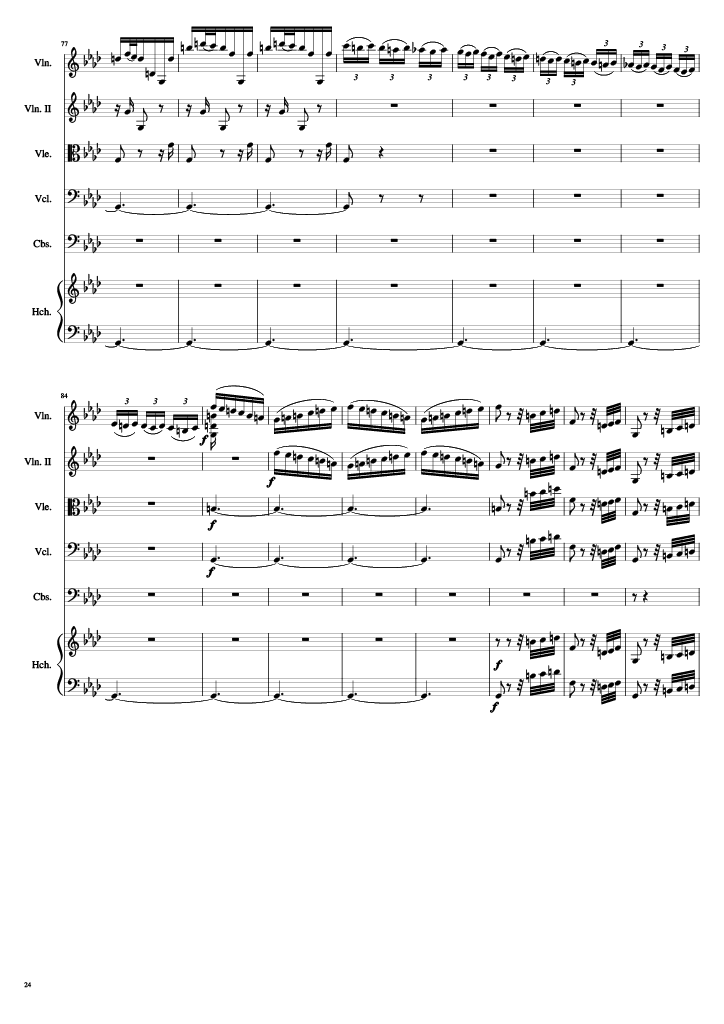 77
Vln.
3 3 3 3 3 3 3 3 3 3 3 3
Vln. II
Vle.
Vcl.
Cbs.
Hch.
84
3 3 3
Vln.
f
Vln. II
f
Vle.
f
Vcl.
f
Cbs.
Hch.
f
f
24